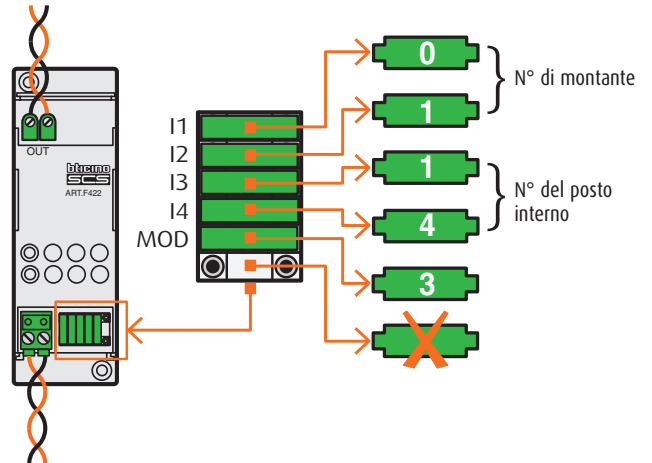 OUT
bticino
SCS
ART.F422
I1
I2
I3
I4
MOD
0
1
1
4
3
N° di montante
N° del posto
interno